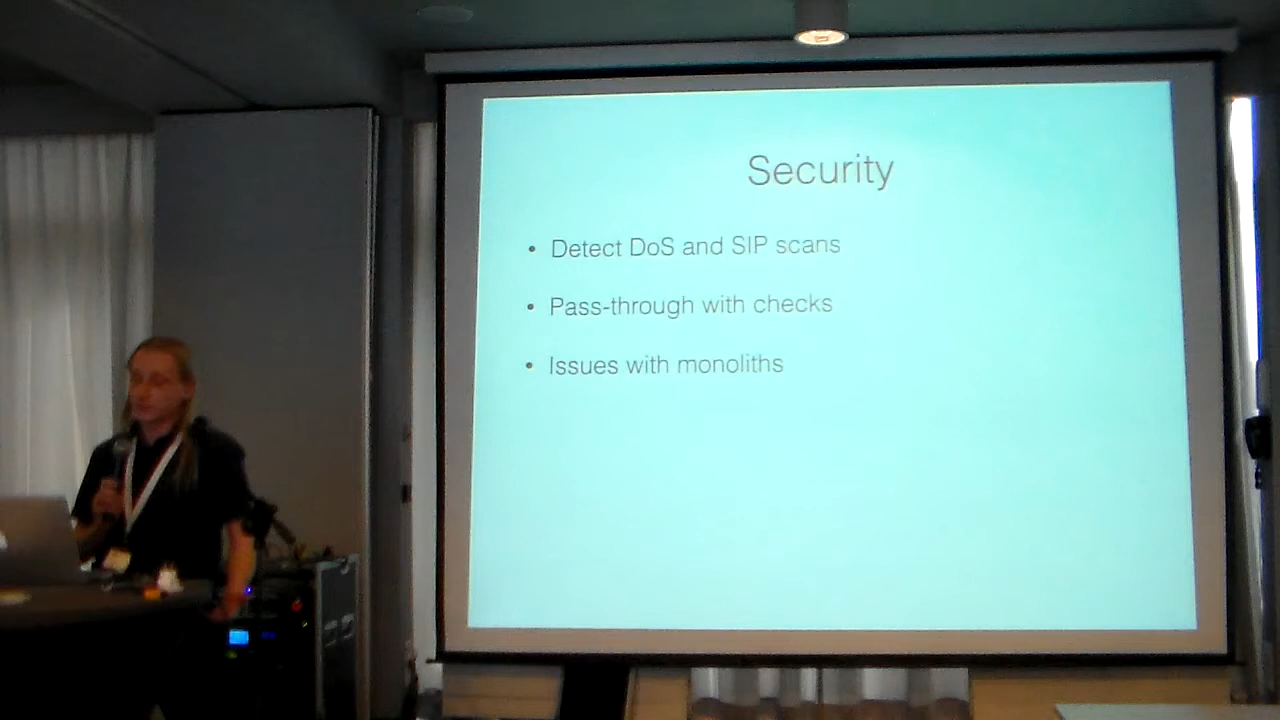 Security
• Detect DoS and SIP scans
• Pass-through with checks
• Issues with monoliths